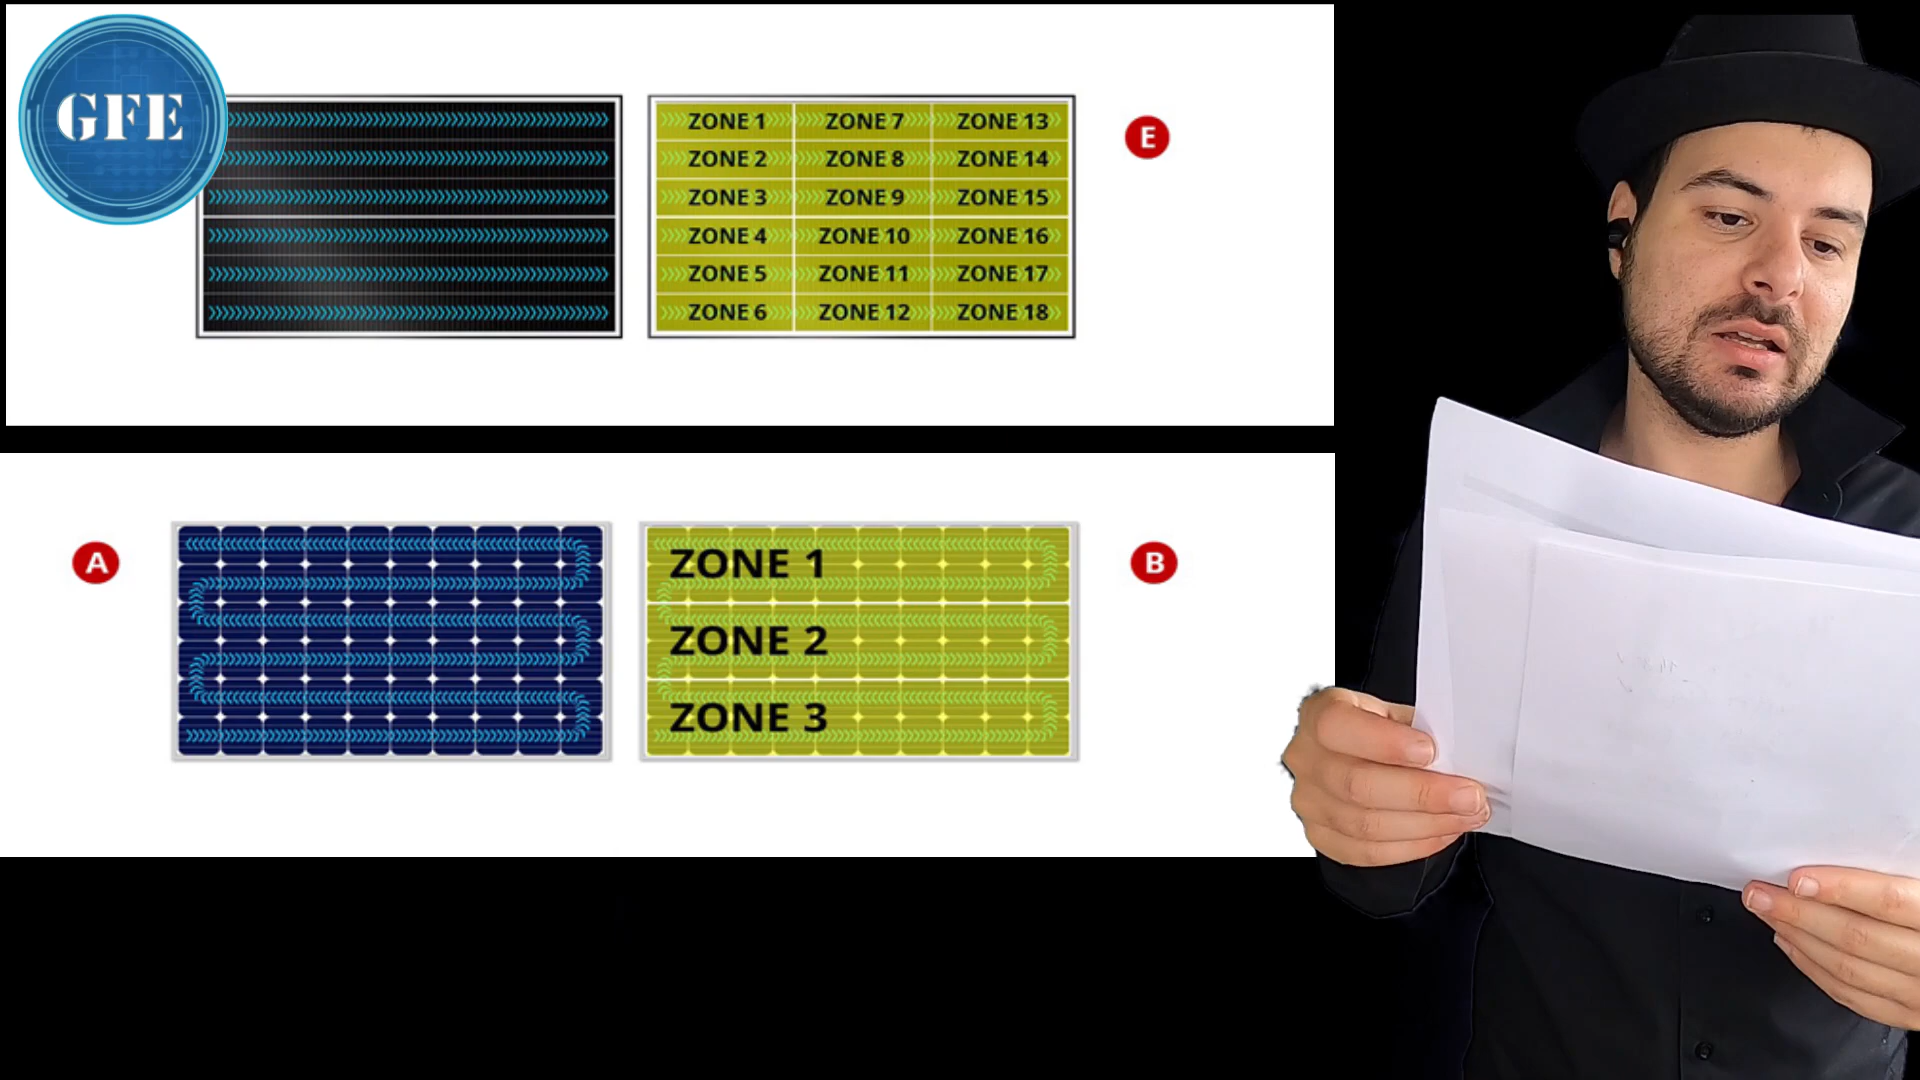 GFE
ZONE 1 ZONE 7 ZONE 13
ZONE 2 ZONE 8 ZONE 14
ZONE 3 ZONE 9 ZONE 15
ZONE 4 ZONE 10 ZONE 16
ZONE 5 ZONE 11 ZONE 17
ZONE 6 ZONE 12 ZONE 18
E
A
ZONE 1
ZONE 2
ZONE 3
B